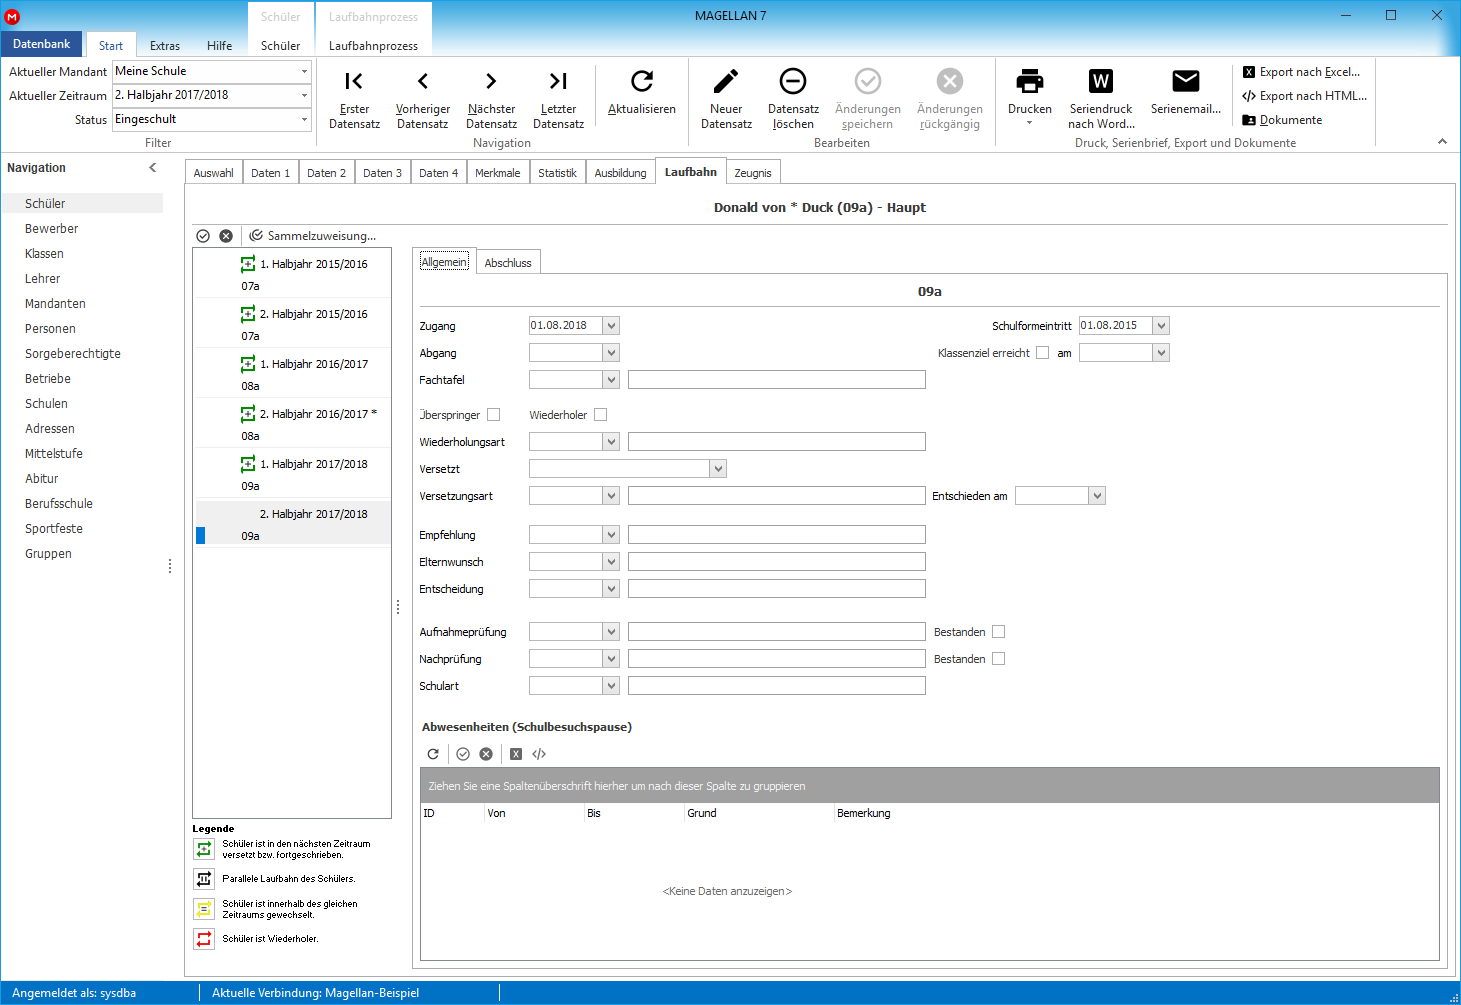 Schüler
Laufbahnprozess
MAGELLAN 7
Datenbank
Start
Extras
Hilfe
Schüler
Laufbahnprozess
Aktueller Mandant
Meine Schule
Aktueller Zeitraum
2. Halbjahr 2017/2018
Status
Eingeschult
Filter
Erster
Datensatz
Vorheriger
Datensatz
Nächster
Datensatz
Letzter
Datensatz
Aktualisieren
Navigation
Neuer
Datensatz
Datensatz
löschen
Änderungen
speichern
Änderungen
rückgängig
Bearbeiten
Drucken
Seriendruck
nach Word...
Serienemail...
Export nach Excel...
Export nach HTML...
Dokumente
Druck, Serienbrief, Export und Dokumente
Navigation
Schüler
Bewerber
Klassen
Lehrer
Mandanten
Personen
Sorgeberechtigte
Betriebe
Schulen
Adressen
Mittelstufe
Abitur
Berufsschule
Sportfeste
Gruppen
Auswahl
Daten 1
Daten 2
Daten 3
Daten 4
Merkmale
Statistik
Ausbildung
Laufbahn
Zeugnis
Donald von * Duck (09a) - Haupt
Sammelzuweisung...
1. Halbjahr 2015/2016
07a
2. Halbjahr 2015/2016
07a
1. Halbjahr 2016/2017
08a
2. Halbjahr 2016/2017 *
08a
1. Halbjahr 2017/2018
09a
2. Halbjahr 2017/2018
09a
Legende
Schüler ist in den nächsten Zeitraum
versetzt bzw. fortgeschrieben.
Parallele Laufbahn des Schülers.
Schüler ist innerhalb des gleichen
Zeitraums gewechselt.
Schüler ist Wiederholer.
Allgemein
Abschluss
09a
Zugang
01.08.2018
Schulformeintritt
01.08.2015
Abgang
Klassenziel erreicht
am
Fachtafel
Überspringer
Wiederholer
Wiederholungsart
Versetzt
Versetzungsart
Entschieden am
Empfehlung
Elternwunsch
Entscheidung
Aufnahmeprüfung
Bestanden
Nachprüfung
Bestanden
Schulart
Abwesenheiten (Schulbesuchspause)
Ziehen Sie eine Spaltenüberschrift hierher um nach dieser Spalte zu gruppieren
ID
Von
Bis
Grund
Bemerkung
<Keine Daten anzuzeigen>
Angemeldet als: sysdba
Aktuelle Verbindung: Magellan-Beispiel